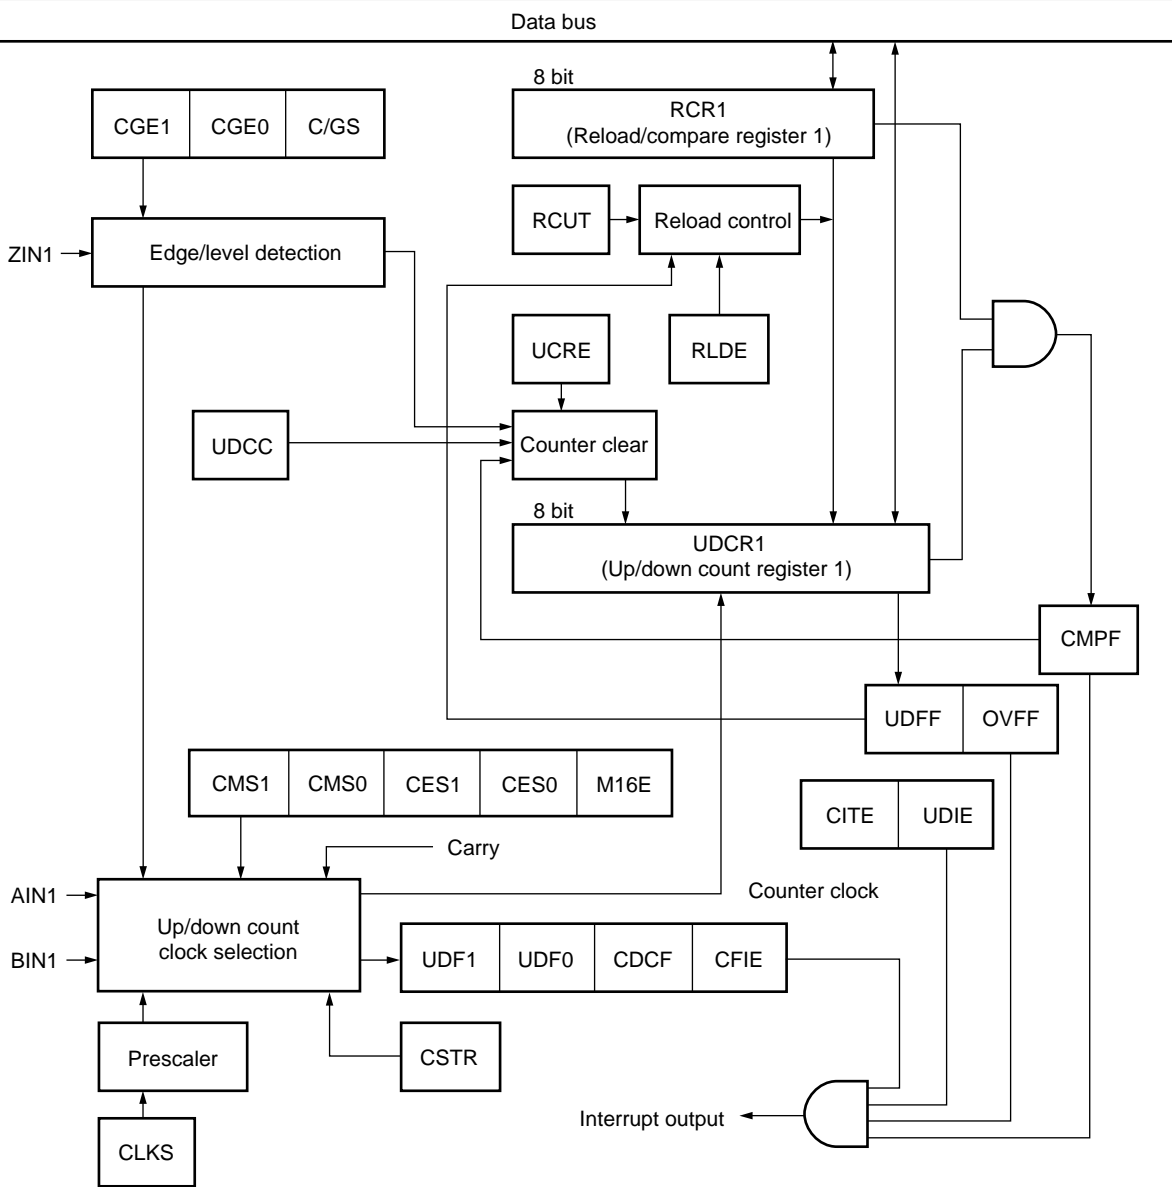 Data bus
8 bit
CGE1 CGE0 C/GS
RCR1
(Reload/compare register 1)
RCUT
Reload control
ZIN1
Edge/level detection
UCRE
RLDE
UDCC
Counter clear
8 bit
UDCR1
(Up/down count register 1)
CMPF
UDFF OVFF
CMS1 CMS0 CES1 CES0 M16E
CITE UDIE
Carry
AIN1
Counter clock
Up/down count
clock selection
BIN1
UDF1 UDF0 CDCF CFIE
Prescaler
CSTR
Interrupt output
CLKS